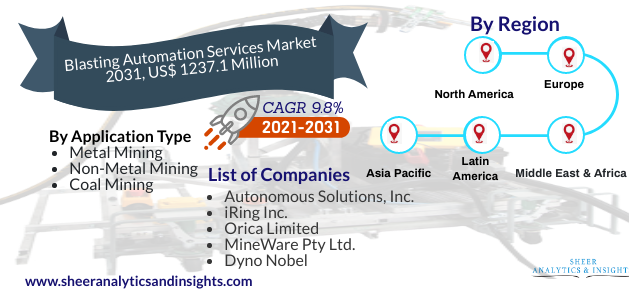 Blasting Automation Services Market
2031, US$ 1237.1 Million
CAGR 9.8%
2021-2031
By Application Type
• Metal Mining
• Non-Metal Mining
• Coal Mining
List of Companies
• Autonomous Solutions, Inc.
• iRing Inc.
• Orica Limited
• MineWare Pty Ltd.
• Dyno Nobel
By Region
North America
Europe
Asia Pacific
Latin
America
Middle East & Africa
SHEER
ANALYTICS & INSIGHT
www.sheeranalyticsandinsights.com